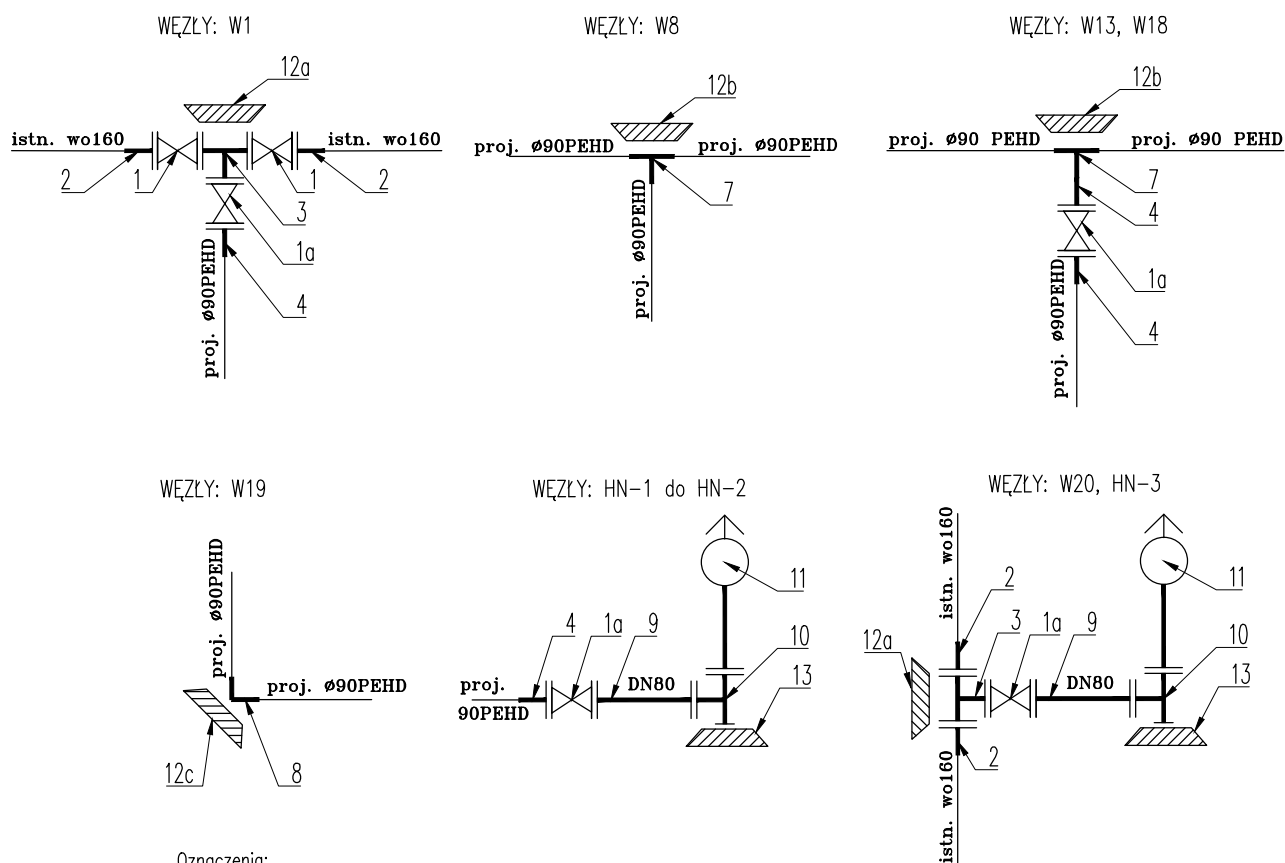 WĘZŁY: W1
12a
istn. wo160
istn. wo160
2
1
3
1
2
1a
4
proj. ø90PEHD
WĘZŁY: W8
12b
proj. ø90PEHD
proj. ø90PEHD
7
proj. ø90PEHD
WĘZŁY: W13, W18
12b
proj. ø90 PEHD
proj. ø90 PEHD
7
4
1a
4
proj. ø90PEHD
WĘZŁY: W19
proj. ø90PEHD
proj. ø90PEHD
12c
8
WĘZŁY: HN-1 do HN-2
11
4
1a
9
10
proj.
90PEHD
DN80
13
WĘZŁY: W20, HN-3
istn. wo160
2
11
12a
3
1a
9
10
DN80
13
2
istn. wo160
Oznaczenia: